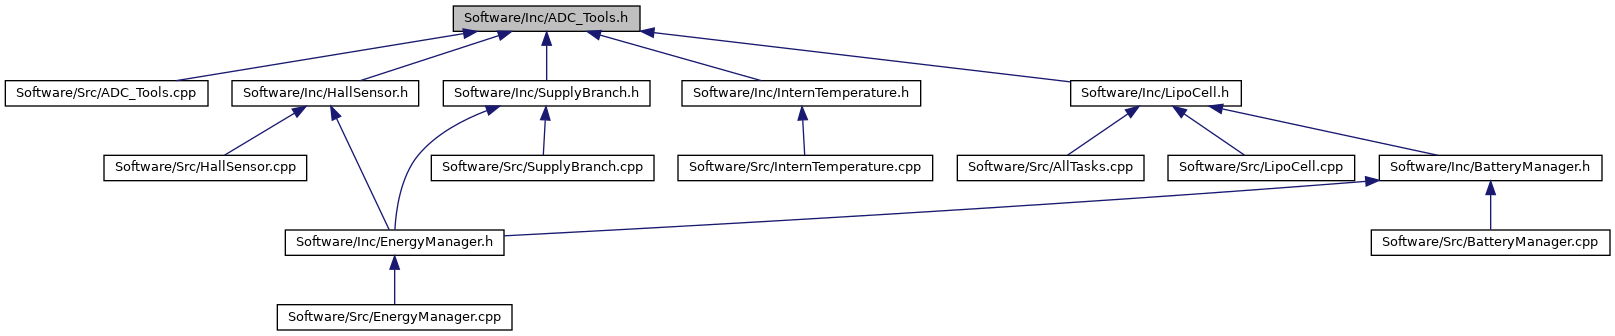 Software/Inc/ADC_Tools.h
Software/Src/ADC_Tools.cpp
Software/Inc/HallSensor.h
Software/Inc/SupplyBranch.h
Software/Inc/InternTemperature.h
Software/Inc/LipoCell.h
Software/Src/HallSensor.cpp
Software/Src/SupplyBranch.cpp
Software/Src/InternTemperature.cpp
Software/Src/AllTasks.cpp
Software/Src/LipoCell.cpp
Software/Inc/BatteryManager.h
Software/Inc/EnergyManager.h
Software/Src/BatteryManager.cpp
Software/Src/EnergyManager.cpp